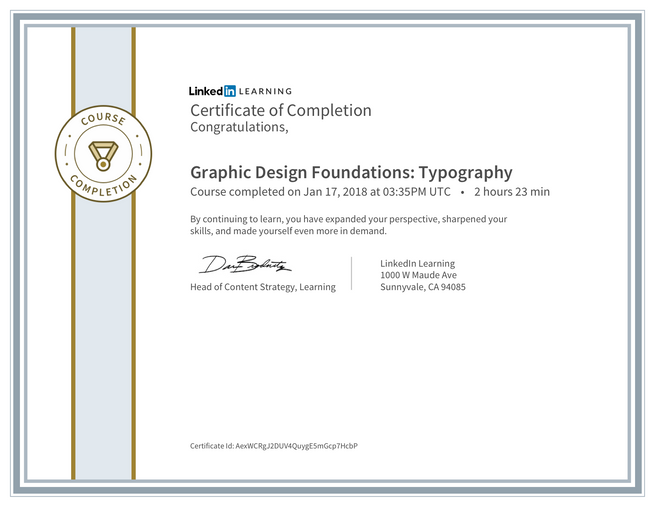 COURSE
COMPLETION
Linked in LEARNING
Certificate of Completion
Congratulations,
Graphic Design Foundations: Typography
Course completed on Jan 17, 2018 at 03:35PM UTC • 2 hours 23 min
By continuing to learn, you have expanded your perspective, sharpened your
skills, and made yourself even more in demand.
Head of Content Strategy, Learning
LinkedIn Learning
1000 W Maude Ave
Sunnyvale, CA 94085
Certificate Id: AexWCRgJ2DUV4QuygE5mGcp7HcbP